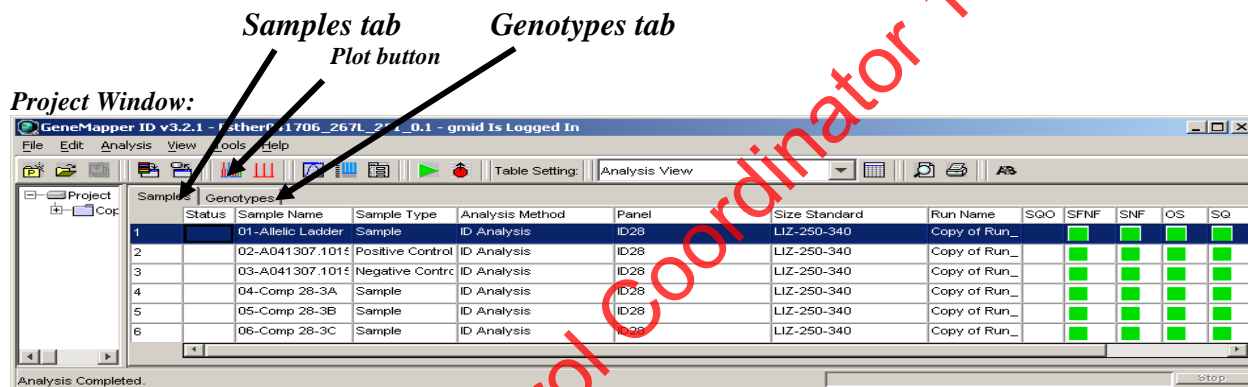 Samples tab Genotypes tab
Plot button
Project Window:
GeneMapper ID v3.2.1 - gmid Is Logged In
File Edit Analysis View Tools Help
Table Setting: Analysis View
Project Samples Genotypes
Status Sample Name Sample Type Analysis Method Panel Size Standard Run Name SQO SFNF SNF OS SQ
1 01-Allelic Ladder Sample ID Analysis ID28 LIZ-250-340 Copy of Run_
2 02-A041307.1015 Positive Control ID Analysis ID28 LIZ-250-340 Copy of Run_
3 03-A041307.1015 Negative Contrc ID Analysis ID28 LIZ-250-340 Copy of Run_
4 04-Comp 28-3A Sample ID Analysis ID28 LIZ-250-340 Copy of Run_
5 05-Comp 28-3B Sample ID Analysis ID28 LIZ-250-340 Copy of Run_
6 06-Comp 28-3C Sample ID Analysis ID28 LIZ-250-340 Copy of Run_
Analysis Completed. Stop
rol Coordinator